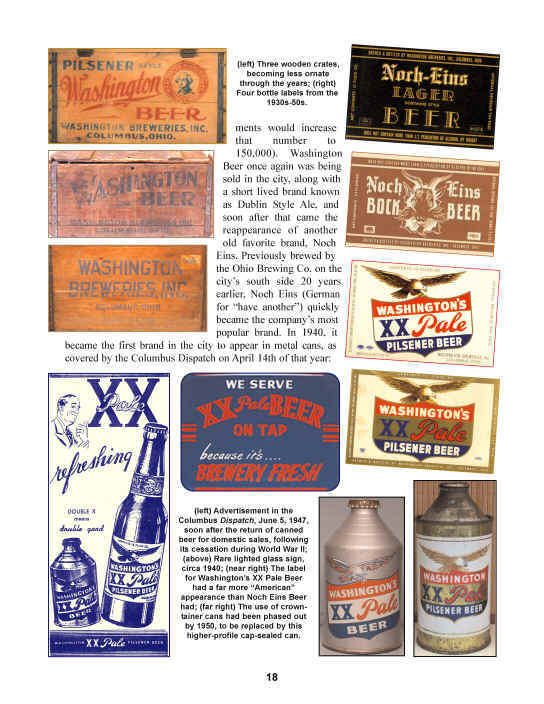 PILSENER STYLE
Washington
BEER
WASHINGTON BREWERIES, INC.
COLUMBUS, OHIO.
WASHINGTON
BEER
WASHINGTON BREWERIES INC.
WASHINGTON
BREWERIES, INC.
COLUMBUS, OHIO
(left) Three wooden crates,
becoming less ornate
through the years; (right)
Four bottle labels from the
1930s-50s.
Noch-Eins
LAGER
BEER
Noch Eins
BOCK BEER
WASHINGTON'S
XX Pale
PILSENER BEER
WASHINGTON'S
XX Pale
PILSENER BEER
ments would increase
that number to
150,000). Washington
Beer once again was being
sold in the city, along with
a short lived brand known
as Dublin Style Ale, and
soon after that came the
reappearance of another
old favorite brand, Noch
Eins. Previously brewed by
the Ohio Brewing Co. on the
city's south side 20 years
earlier, Noch Eins (German
for "have another") quickly
became the company's most
popular brand. In 1940, it
became the first brand in the city to appear in metal cans, as
covered by the Columbus Dispatch on April 14th of that year:
XX
refreshing
DOUBLE X
means
double good
WASHINGTON'S
XX Pale
BEER
WASHINGTON'S
XX Pale
PILSENER BEER
WASHINGTON XX Pale PILSENER BEER
WE SERVE
XX Pale BEER
ON TAP
because it's....
BREWERY FRESH
(left) Advertisement in the
Columbus Dispatch, June 5, 1947,
soon after the return of canned
beer for domestic sales, following
its cessation during World War II;
(above) Rare lighted glass sign,
circa 1940; (near right) The label
for Washington's XX Pale Beer
had a far more "American"
appearance than Noch Eins Beer
had; (far right) The use of crown-
tainer cans had been phased out
by 1950, to be replaced by this
higher-profile cap-sealed can.
WASHINGTON'S
XX Pale
BEER
WASHINGTON
XX Pale
PILSENER BEER
18